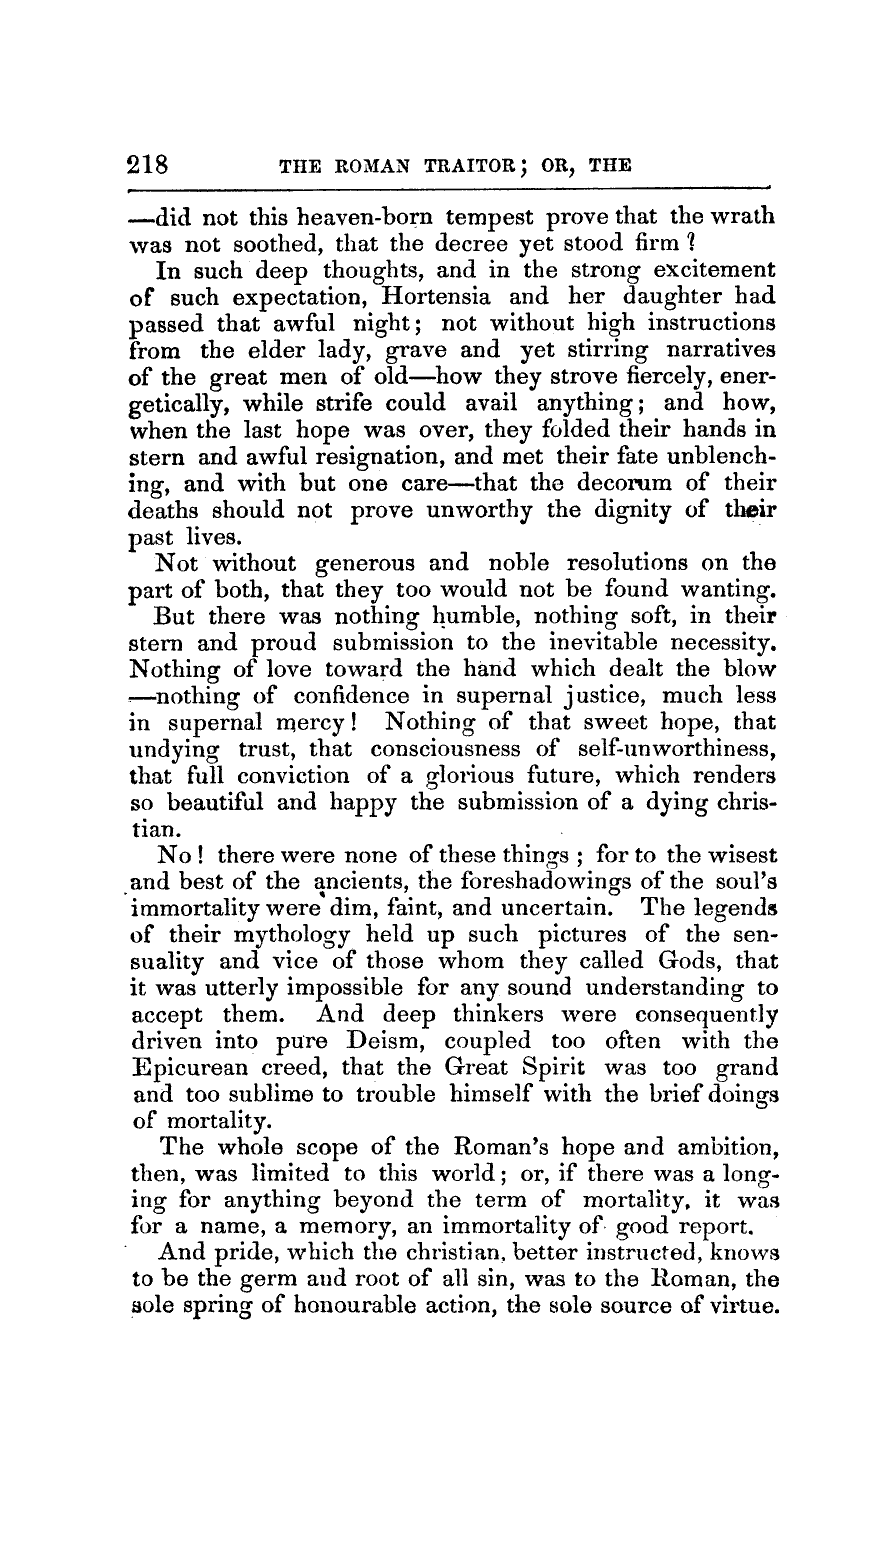 218 THE ROMAN TRAITOR; OR, THE
—did not this heaven-born tempest prove that the wrath
was not soothed, that the decree yet stood firm?
In such deep thoughts, and in the strong excitement
of such expectation, Hortensia and her daughter had
passed that awful night; not without high instructions
from the elder lady, grave and yet stirring narratives
of the great men of old—how they strove fiercely, ener-
getically, while strife could avail anything; and how,
when the last hope was over, they folded their hands in
stern and awful resignation, and met their fate unblench-
ing, and with but one care—that the decorum of their
deaths should not prove unworthy the dignity of their
past lives.
Not without generous and noble resolutions on the
part of both, that they too would not be found wanting.
But there was nothing humble, nothing soft, in their
stern and proud submission to the inevitable necessity.
Nothing of love toward the hand which dealt the blow
—nothing of confidence in supernal justice, much less
in supernal mercy! Nothing of that sweet hope, that
undying trust, that consciousness of self-unworthiness,
that full conviction of a glorious future, which renders
so beautiful and happy the submission of a dying chris-
tian.
No! there were none of these things; for to the wisest
and best of the ancients, the foreshadowings of the soul's
immortality were dim, faint, and uncertain. The legends
of their mythology held up such pictures of the sen-
suality and vice of those whom they called Gods, that
it was utterly impossible for any sound understanding to
accept them. And deep thinkers were consequently
driven into pure Deism, coupled too often with the
Epicurean creed, that the Great Spirit was too grand
and too sublime to trouble himself with the brief doings
of mortality.
The whole scope of the Roman's hope and ambition,
then, was limited to this world; or, if there was a long-
ing for anything beyond the term of mortality, it was
for a name, a memory, an immortality of good report.
And pride, which the christian, better instructed, knows
to be the germ and root of all sin, was to the Roman, the
sole spring of honourable action, the sole source of virtue.